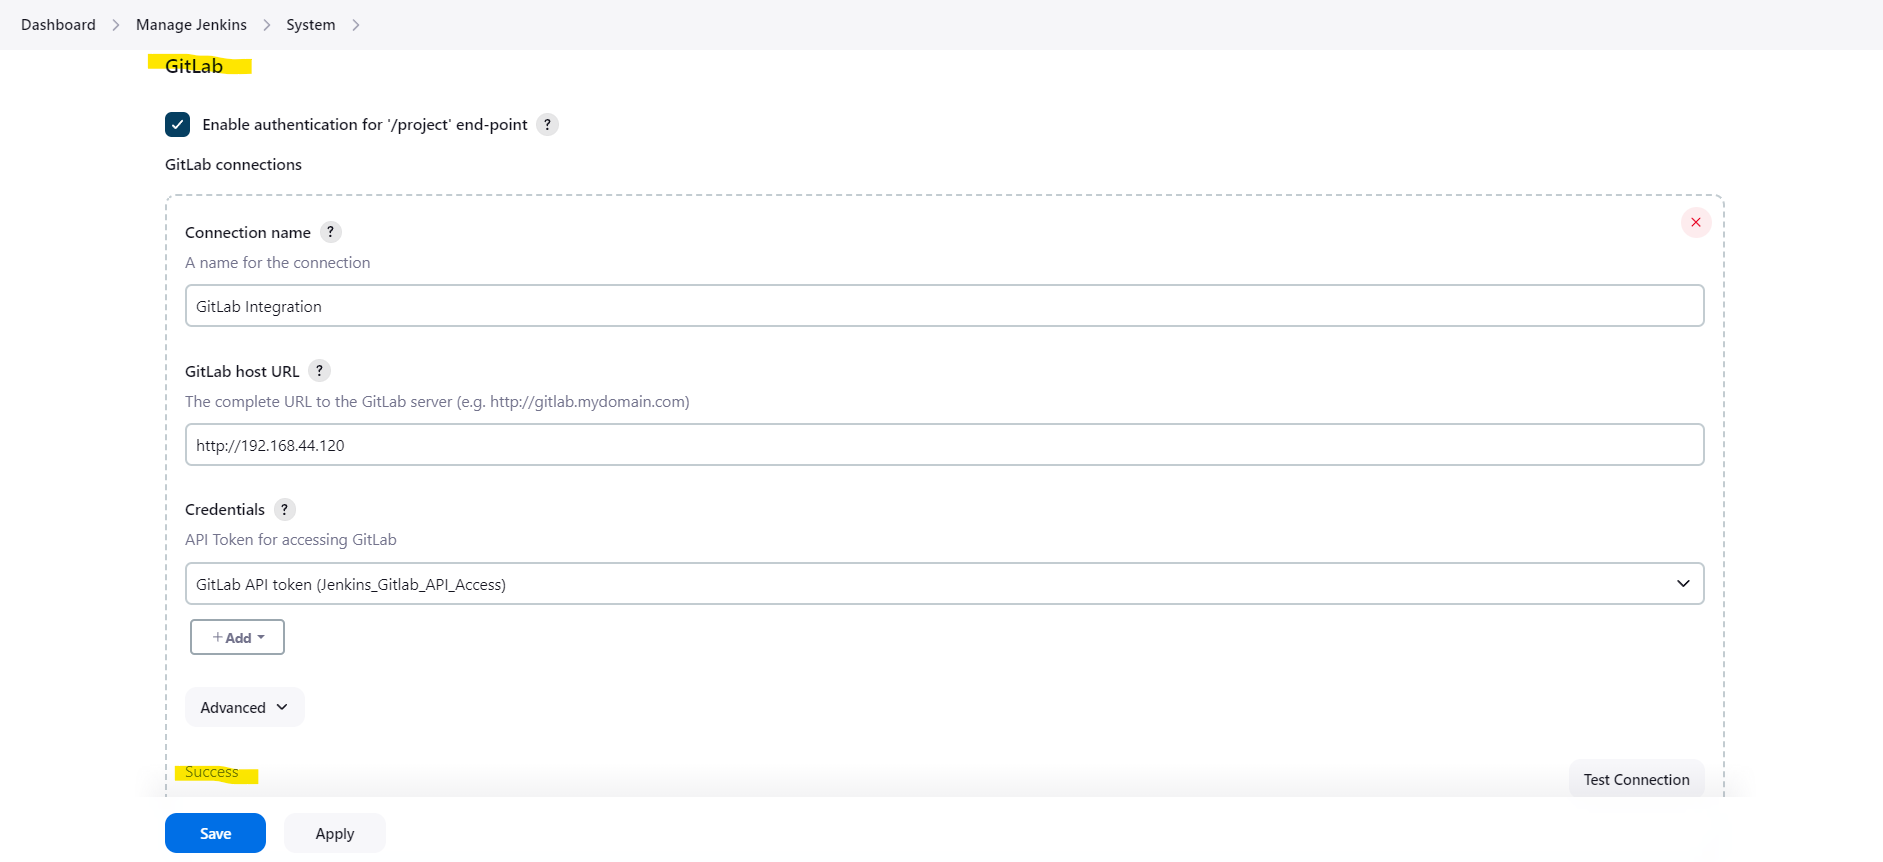 Dashboard > Manage Jenkins > System >
GitLab
Enable authentication for '/project' end-point ?
GitLab connections
Connection name ?
A name for the connection
GitLab Integration
GitLab host URL ?
The complete URL to the GitLab server (e.g. http://gitlab.mydomain.com)
http://192.168.44.120
Credentials ?
API Token for accessing GitLab
GitLab API token (Jenkins_Gitlab_API_Access)
+ Add
Advanced
Success
Test Connection
Save Apply